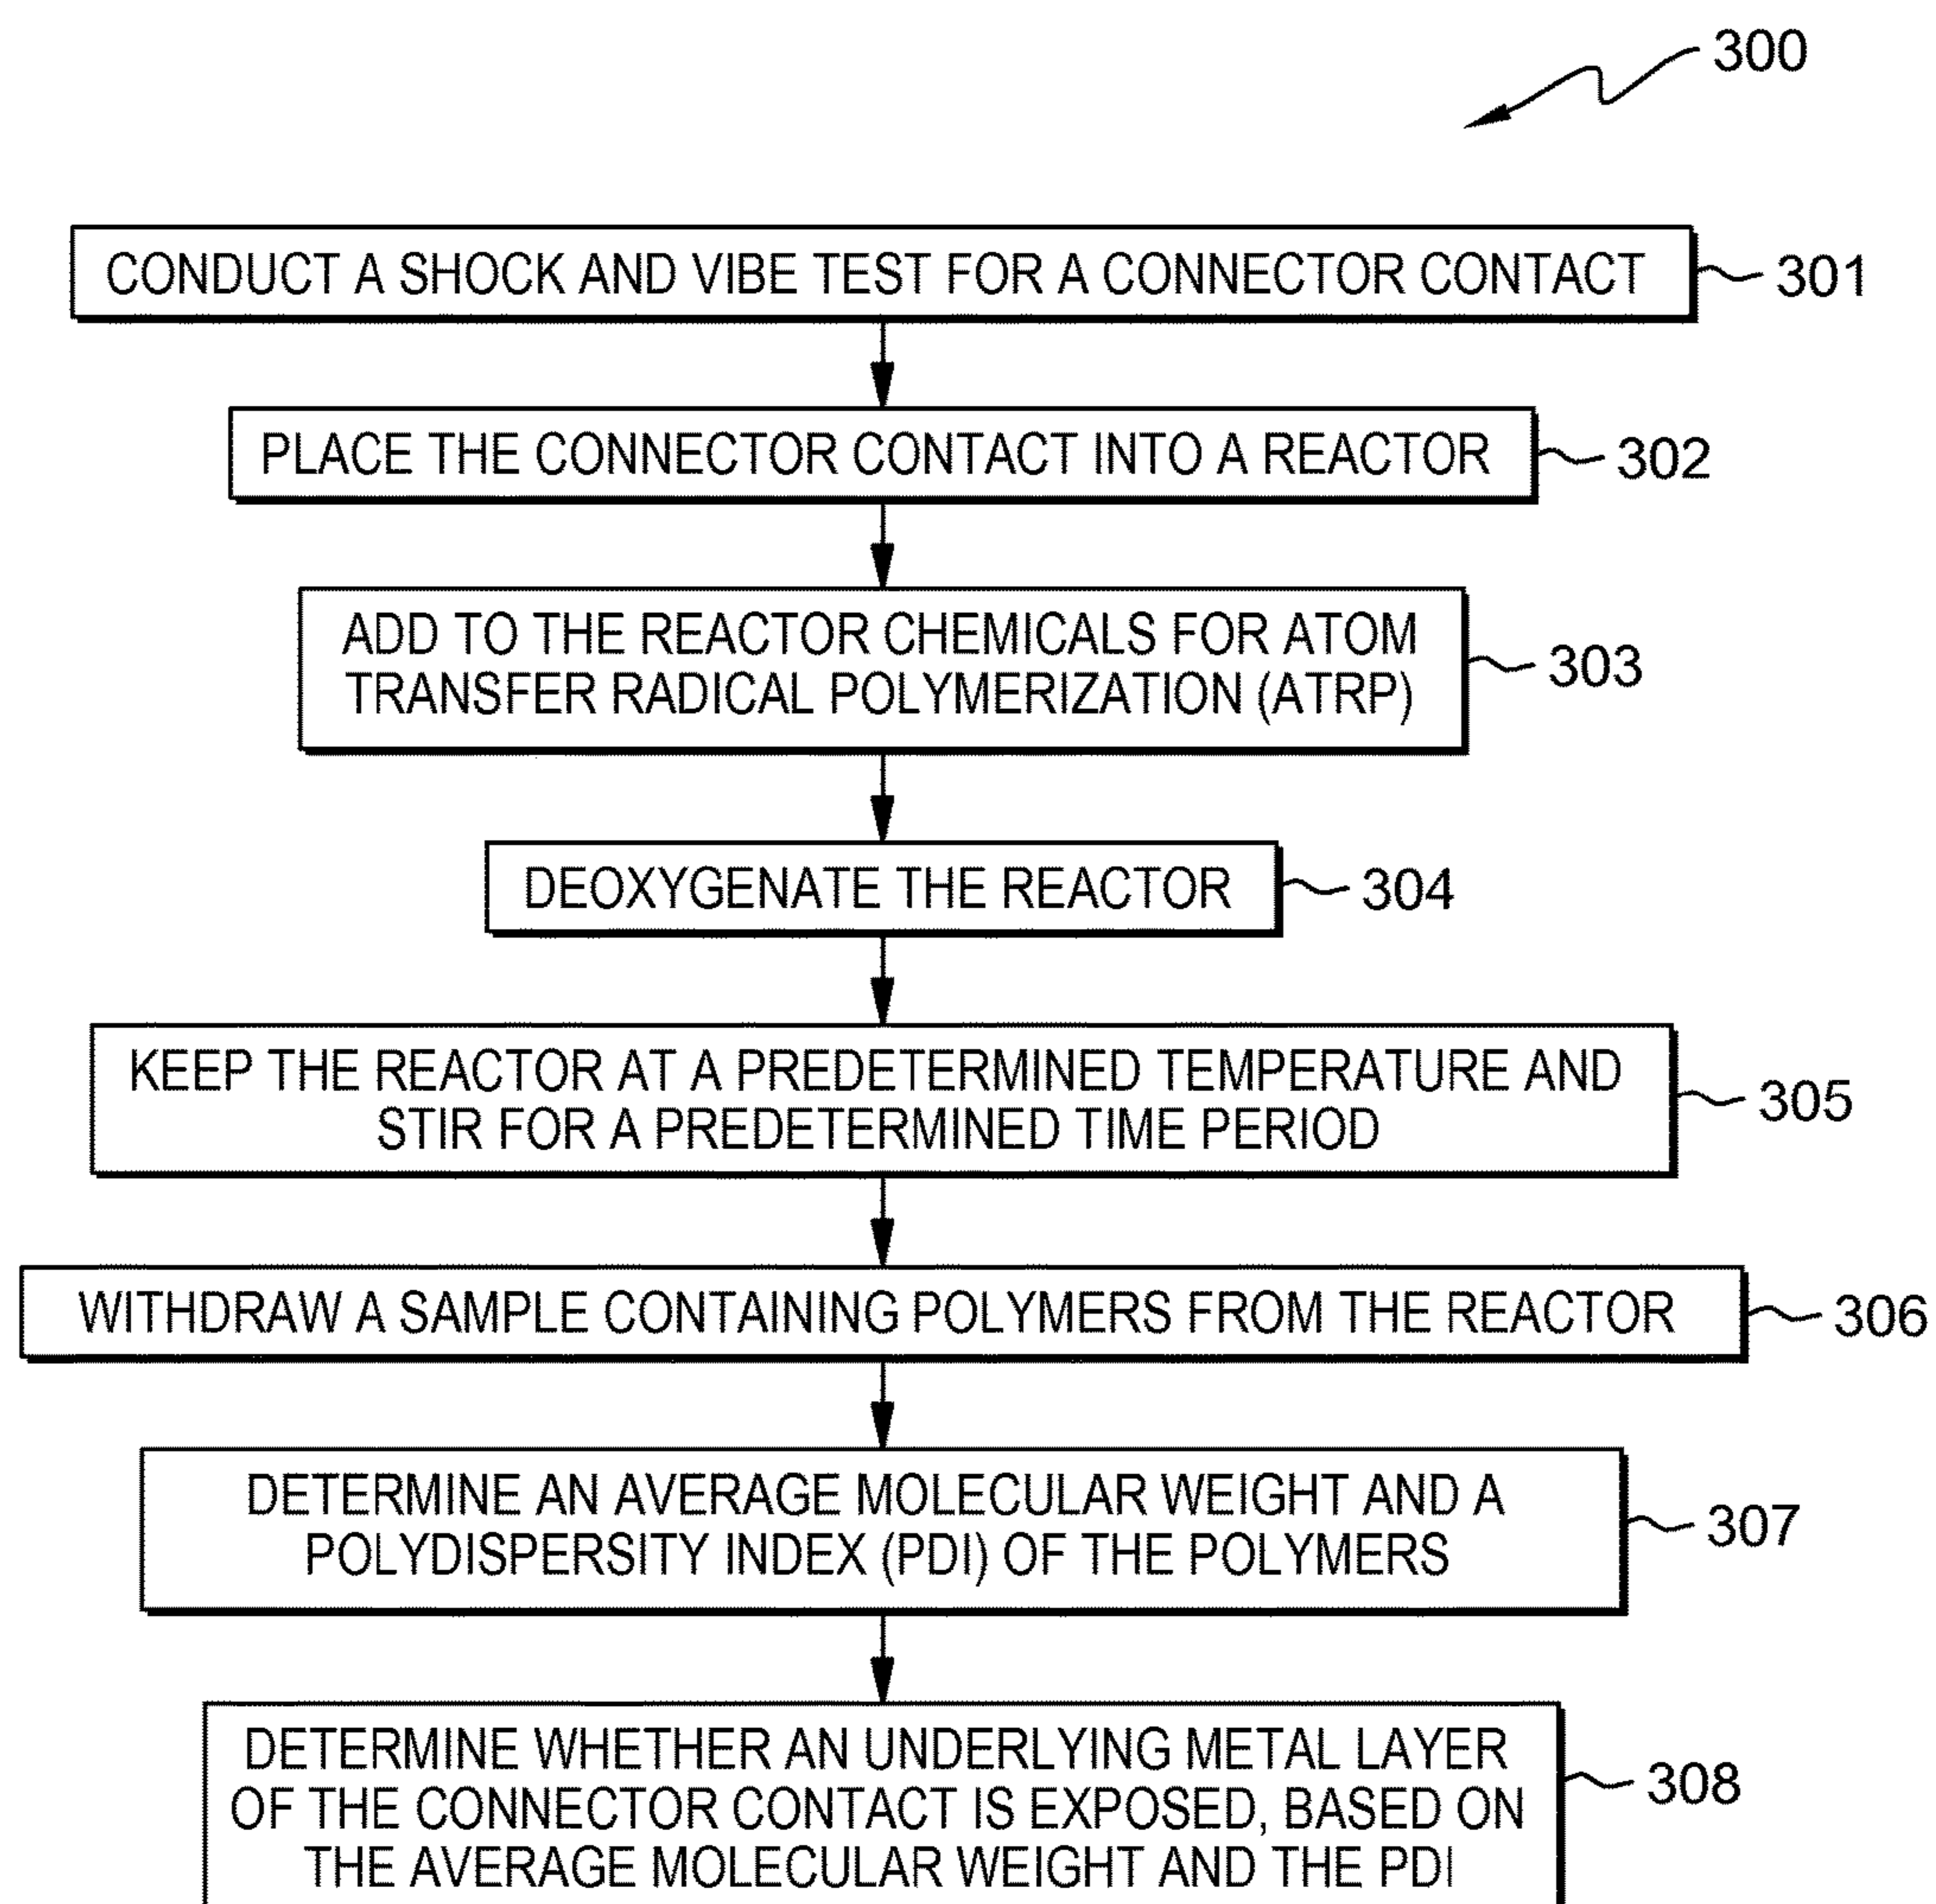 300
CONDUCT A SHOCK AND VIBE TEST FOR A CONNECTOR CONTACT
301
PLACE THE CONNECTOR CONTACT INTO A REACTOR
302
ADD TO THE REACTOR CHEMICALS FOR ATOM
TRANSFER RADICAL POLYMERIZATION (ATRP)
303
DEOXYGENATE THE REACTOR
304
KEEP THE REACTOR AT A PREDETERMINED TEMPERATURE AND
STIR FOR A PREDETERMINED TIME PERIOD
305
WITHDRAW A SAMPLE CONTAINING POLYMERS FROM THE REACTOR
306
DETERMINE AN AVERAGE MOLECULAR WEIGHT AND A
POLYDISPERSITY INDEX (PDI) OF THE POLYMERS
307
DETERMINE WHETHER AN UNDERLYING METAL LAYER
OF THE CONNECTOR CONTACT IS EXPOSED, BASED ON
THE AVERAGE MOLECULAR WEIGHT AND THE PDI
308